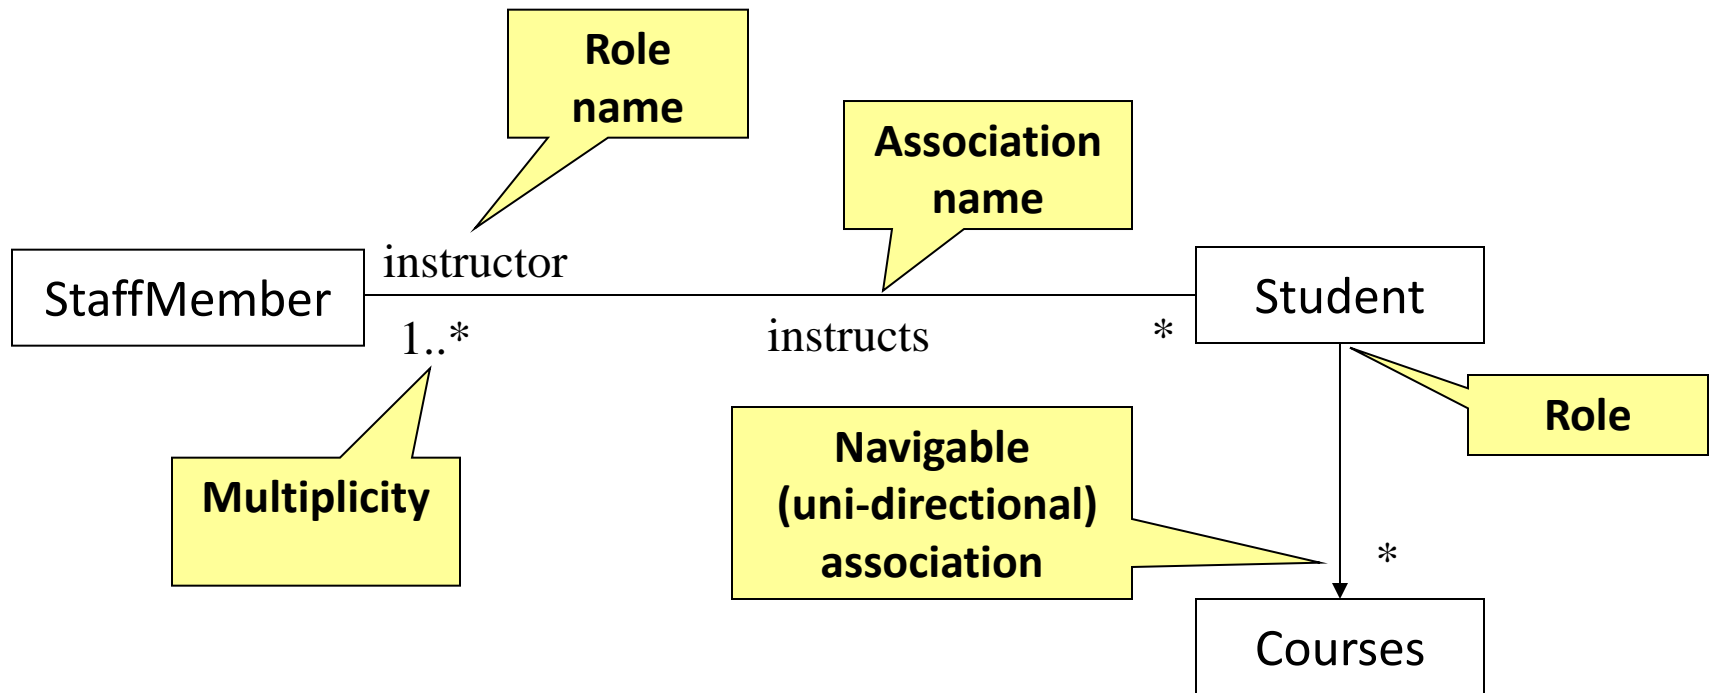 Role
name
Association
name
instructor
StaffMember
Student
1..*
instructs
*
Role
Navigable
(uni-directional)
association
Multiplicity
*
Courses